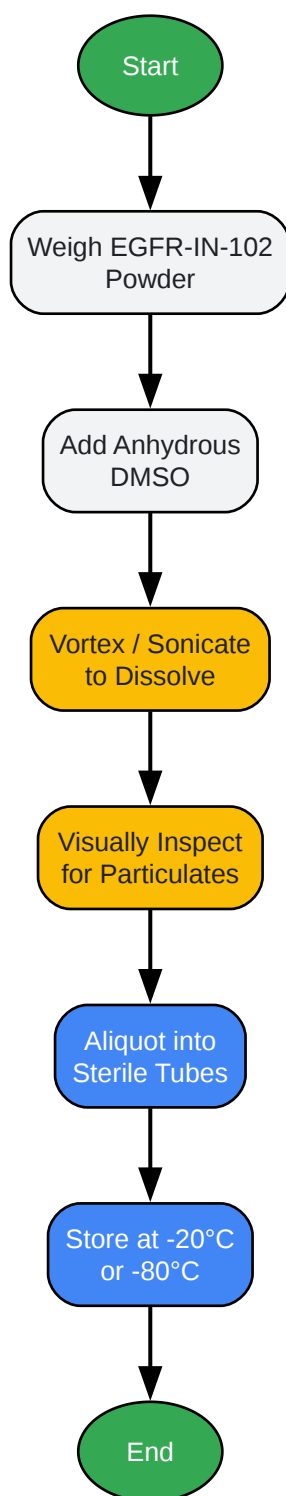 Start
Weigh EGFR-IN-102
Powder
Add Anhydrous
DMSO
Vortex / Sonicate
to Dissolve
Visually Inspect
for Particulates
Aliquot into
Sterile Tubes
Store at -20°C
or -80°C
End